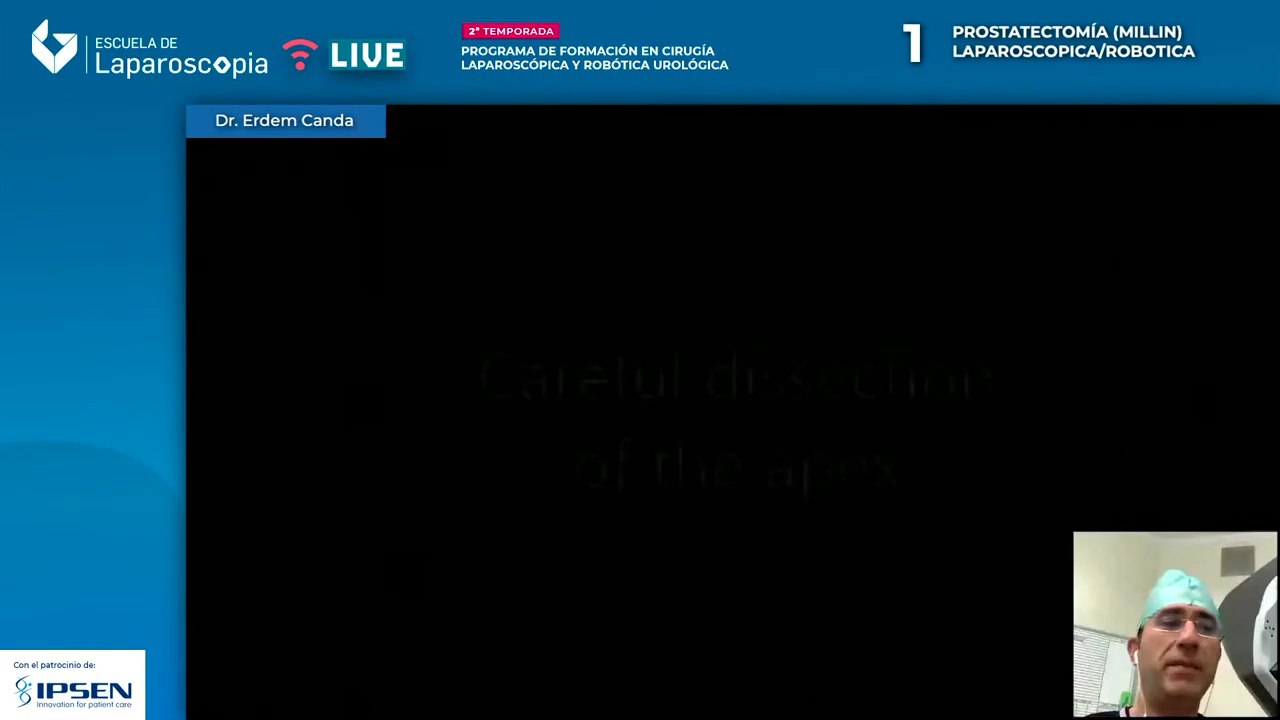 ESCUELA DE
Laparoscopia
LIVE
2ª TEMPORADA
PROGRAMA DE FORMACIÓN EN CIRUGÍA
LAPAROSCÓPICA Y ROBÓTICA UROLÓGICA
1
PROSTATECTOMÍA (MILLIN)
LAPAROSCOPICA/ROBOTICA
Dr. Erdem Canda
Careful dissection
of the apex
Con el patrocinio de:
IPSEN
Innovation for patient care